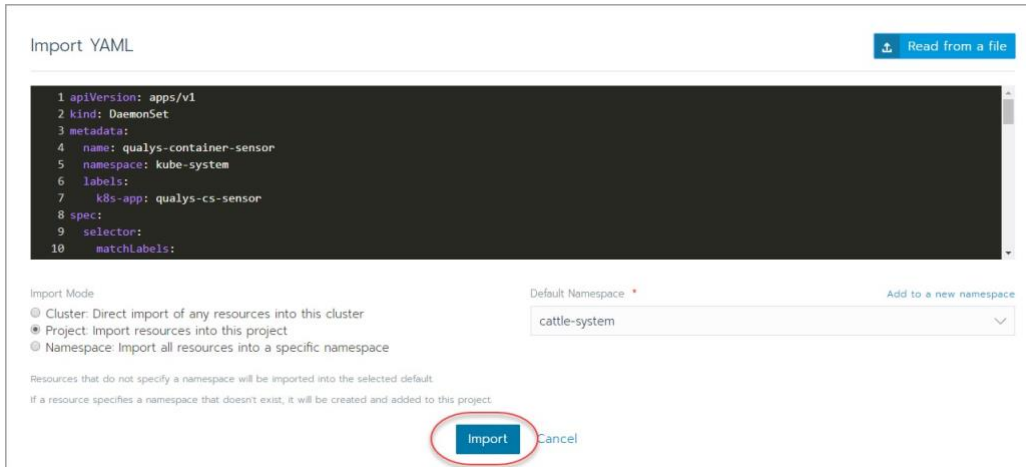 Import YAML
Read from a file
1 apiVersion: apps/v1
2 kind: DaemonSet
3 metadata:
4   name: qualys-container-sensor
5   namespace: kube-system
6   labels:
7     k8s-app: qualys-cs-sensor
8 spec:
9   selector:
10     matchLabels:
Import Mode
Cluster: Direct import of any resources into this cluster
Project: Import resources into this project
Namespace: Import all resources into a specific namespace
Default Namespace *
Add to a new namespace
cattle-system
Resources that do not specify a namespace will be imported into the selected default.
If a resource specifies a namespace that doesn't exist, it will be created and added to this project.
Import
Cancel